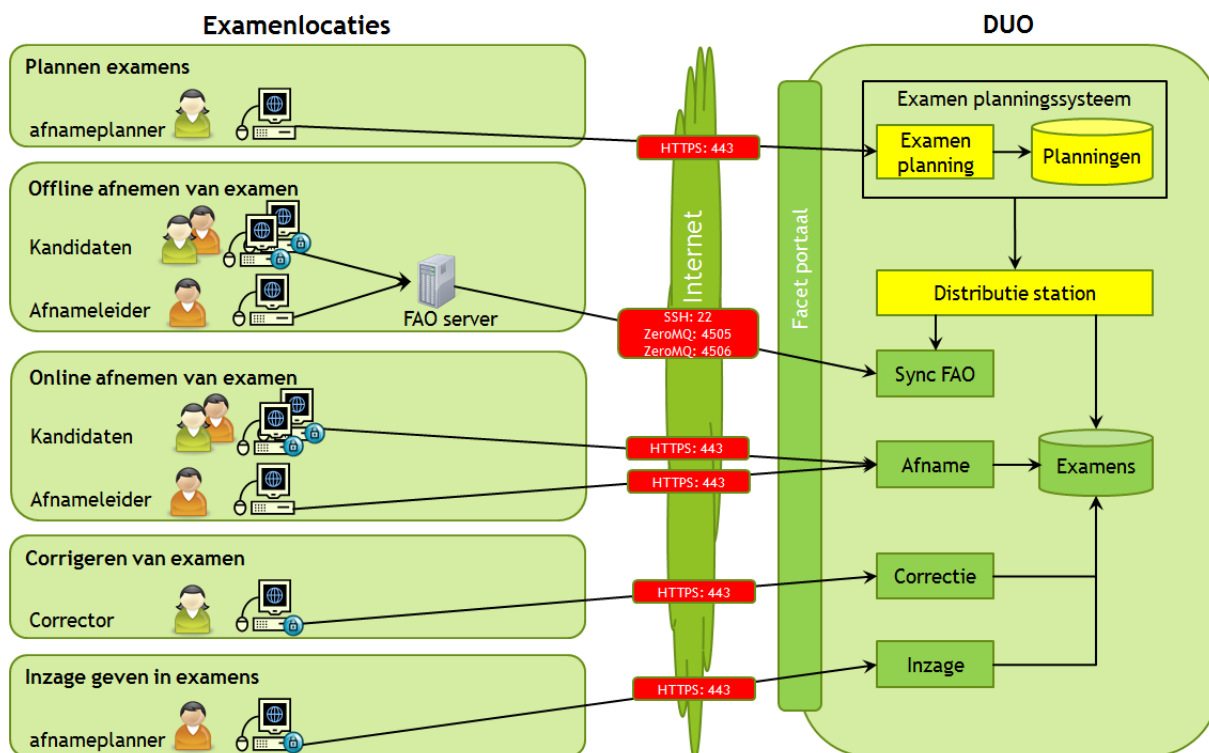 Examenlocaties
DUO
Plannen examens
afnameplanner
Offline afnemen van examen
Kandidaten
Afnameleider
FAO server
Online afnemen van examen
Kandidaten
Afnameleider
Corrigeren van examen
Corrector
Inzage geven in examens
afnameplanner
Internet
HTTPS: 443
SSH: 22
ZeroMQ: 4505
ZeroMQ: 4506
HTTPS: 443
HTTPS: 443
HTTPS: 443
HTTPS: 443
Facet portaal
Examen planningssysteem
Examen
planning
Planningen
Distributie station
Sync FAO
Afname
Examens
Correctie
Inzage